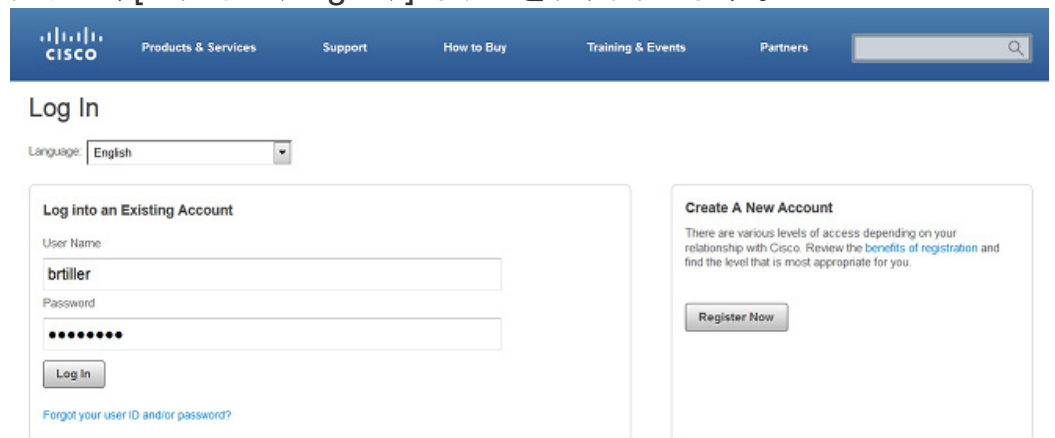 CISCO
Products & Services
Support
How to Buy
Training & Events
Partners
Log In
Language: English
Log into an Existing Account
User Name
brtiller
Password
Log In
Forgot your user ID and/or password?
Create A New Account
There are various levels of access depending on your
relationship with Cisco. Review the benefits of registration and
find the level that is most appropriate for you.
Register Now